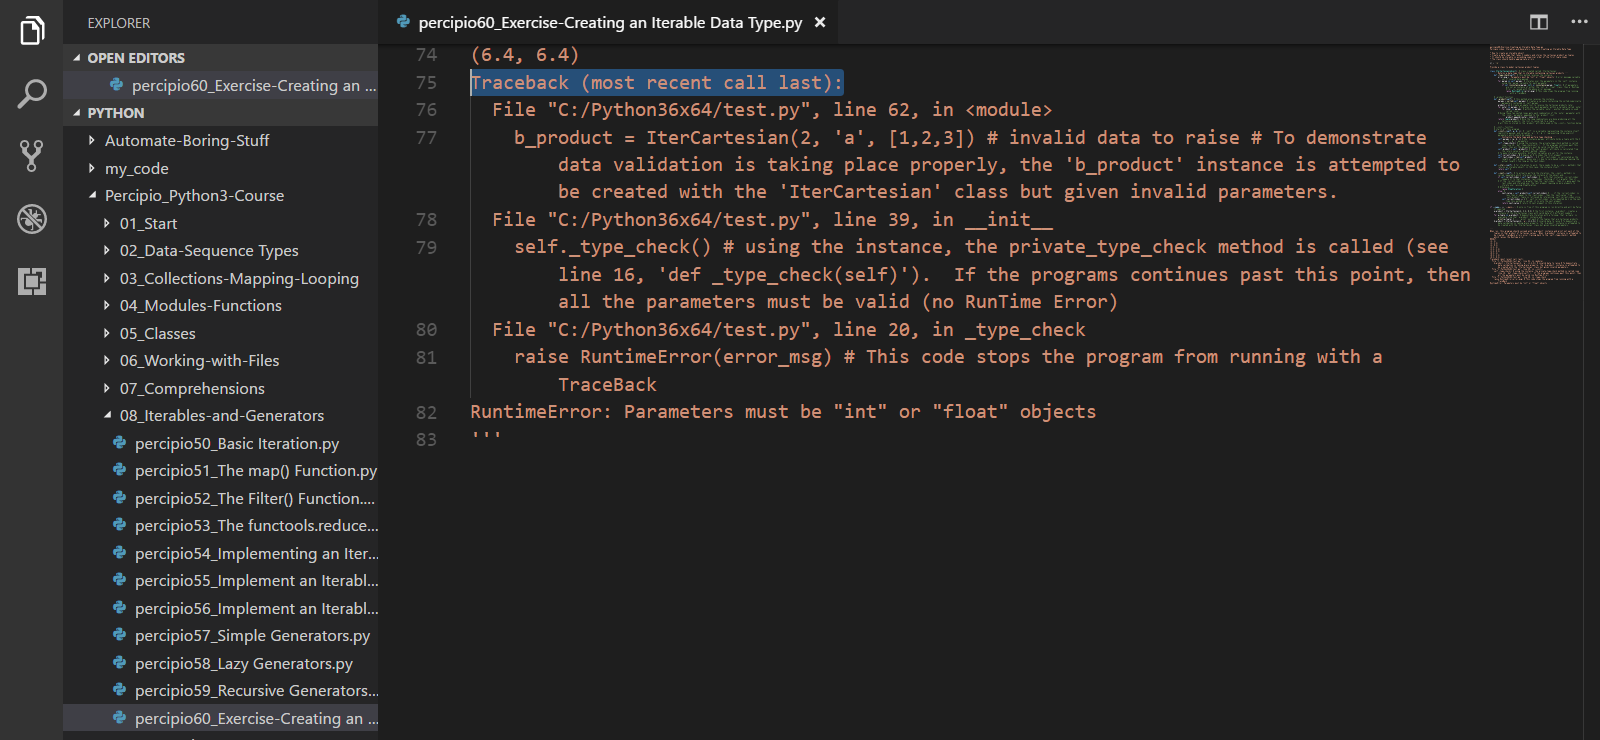 EXPLORER
OPEN EDITORS
percipio60_Exercise-Creating an ...
PYTHON
Automate-Boring-Stuff
my_code
Percipio_Python3-Course
01_Start
02_Data-Sequence Types
03_Collections-Mapping-Looping
04_Modules-Functions
05_Classes
06_Working-with-Files
07_Comprehensions
08_Iterables-and-Generators
percipio50_Basic Iteration.py
percipio51_The map() Function.py
percipio52_The Filter() Function....
percipio53_The functools.reduce...
percipio54_Implementing an Iter...
percipio55_Implement an Iterabl...
percipio56_Implement an Iterabl...
percipio57_Simple Generators.py
percipio58_Lazy Generators.py
percipio59_Recursive Generators...
percipio60_Exercise-Creating an ...
percipio60_Exercise-Creating an Iterable Data Type.py
74 (6.4, 6.4)
75 Traceback (most recent call last):
76 File "C:/Python36x64/test.py", line 62, in <module>
77 b_product = IterCartesian(2, 'a', [1,2,3]) # invalid data to raise # To demonstrate
data validation is taking place properly, the 'b_product' instance is attempted to
be created with the 'IterCartesian' class but given invalid parameters.
78 File "C:/Python36x64/test.py", line 39, in __init__
79 self._type_check() # using the instance, the private_type_check method is called (see
line 16, 'def _type_check(self)').  If the programs continues past this point, then
all the parameters must be valid (no RunTime Error)
80 File "C:/Python36x64/test.py", line 20, in _type_check
81 raise RuntimeError(error_msg) # This code stops the program from running with a
TraceBack
82 RuntimeError: Parameters must be "int" or "float" objects
83 '''